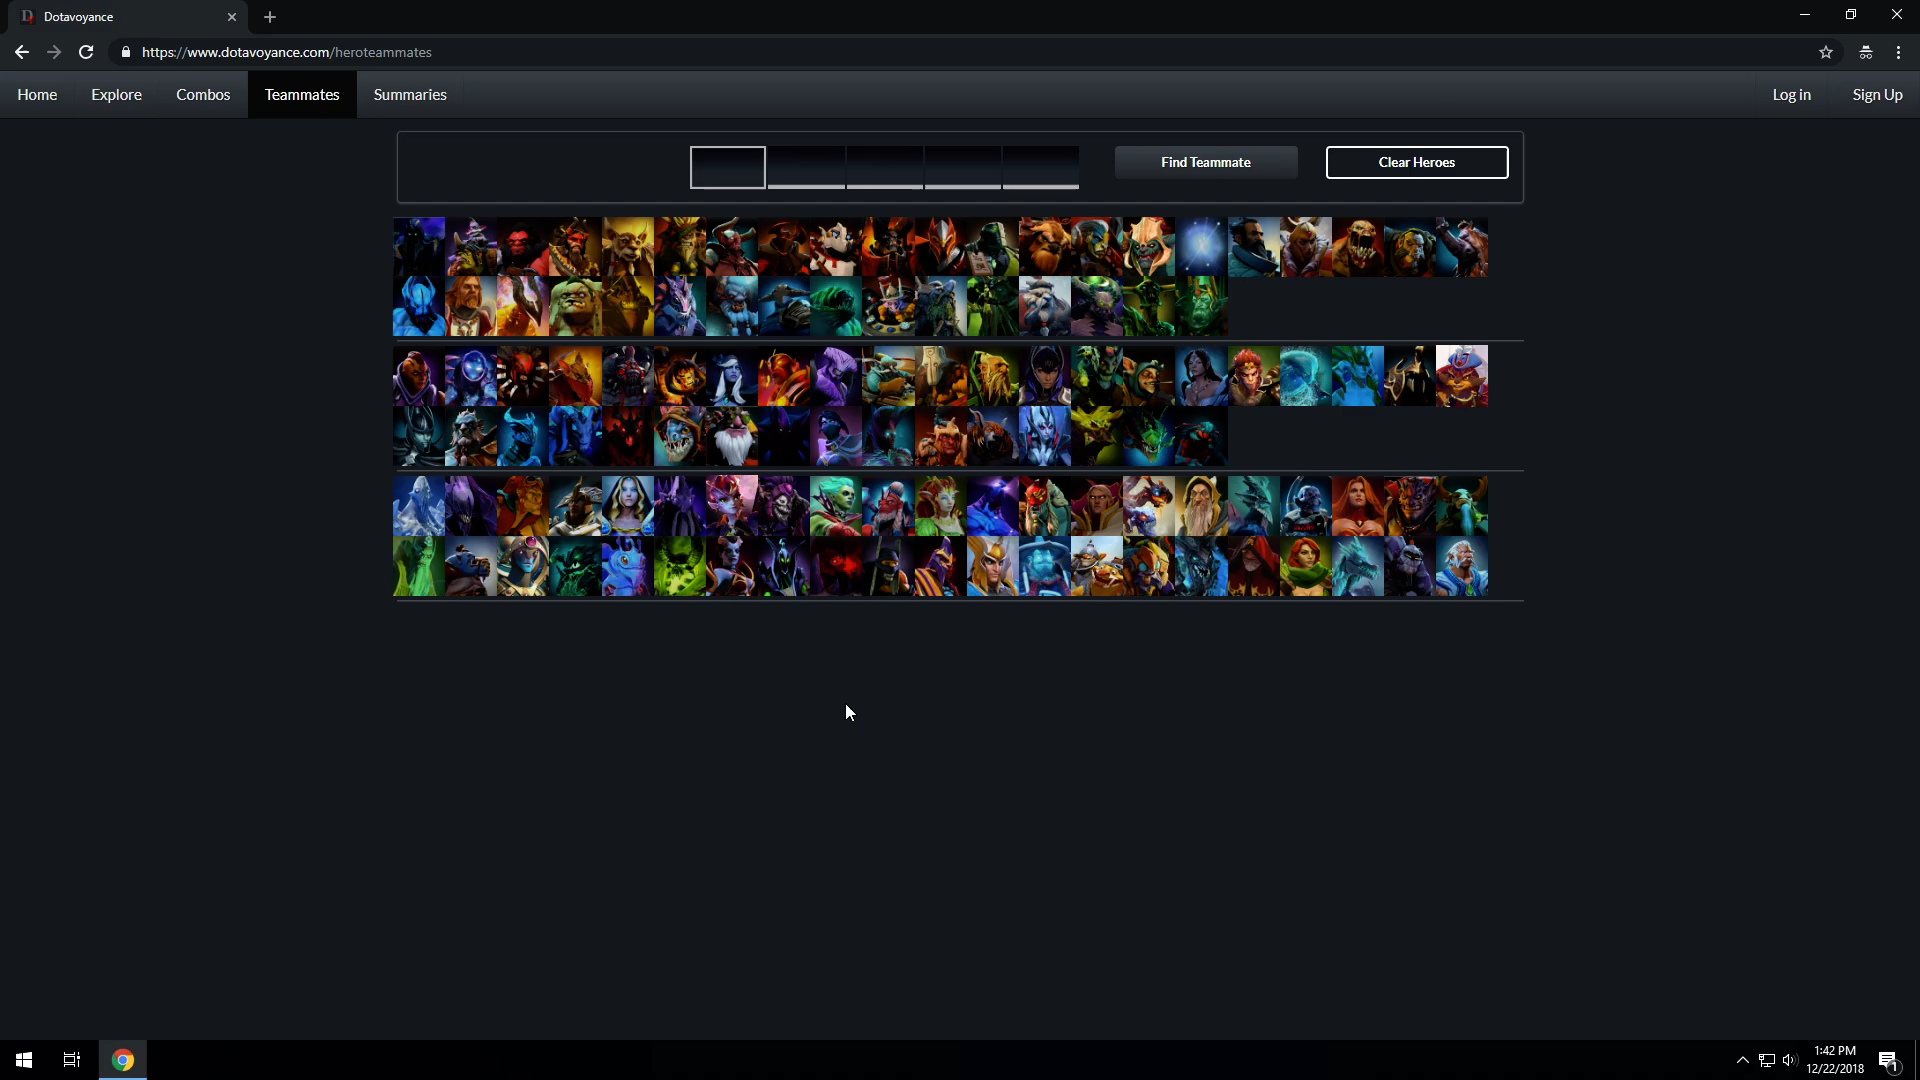 Dotavoyance
https://www.dotavoyance.com/heroteammates
Home Explore Combos Teammates Summaries Log in Sign Up
Find Teammate Clear Heroes
1:42 PM
12/22/2018
1